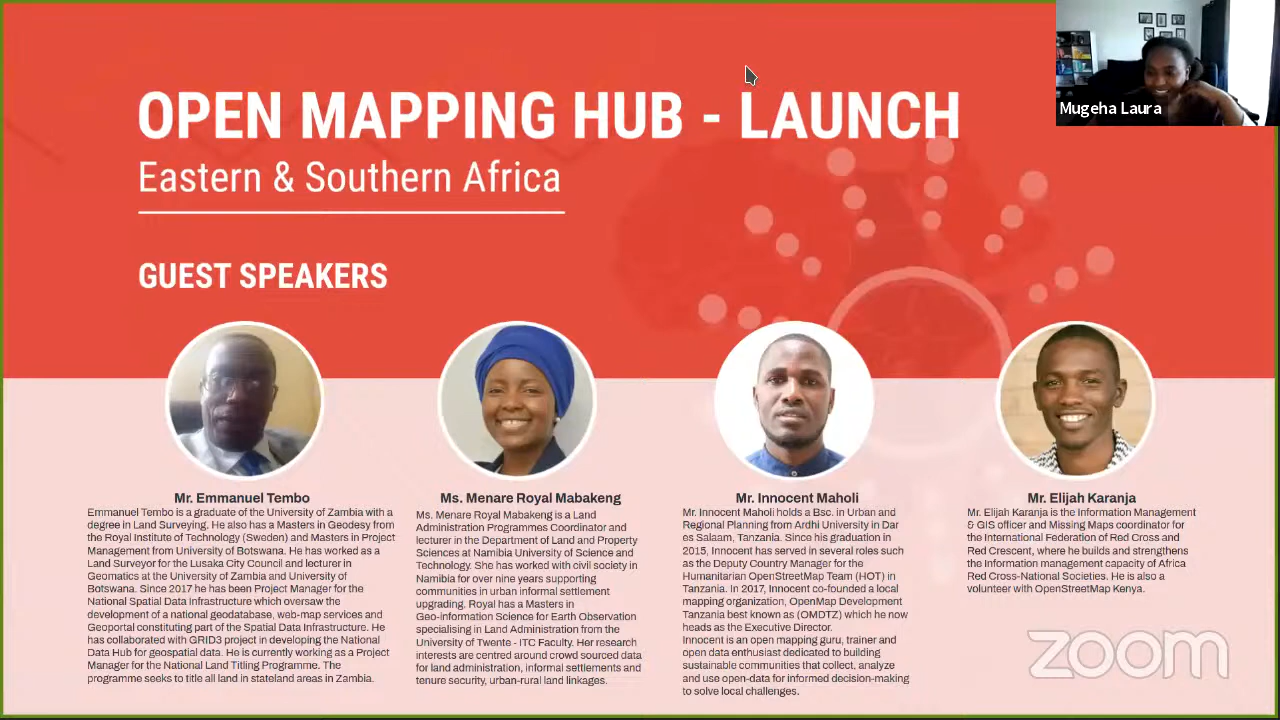 OPEN MAPPING HUB - LAUNCH
Eastern & Southern Africa
Mugeha Laura
GUEST SPEAKERS
Mr. Emmanuel Tembo
Emmanuel Tembo is a graduate of the University of Zambia with a
degree in Land Surveying. He also has a Masters in Geodesy from
the Royal Institute of Technology (Sweden) and Masters in Project
Management from University of Botswana. He has worked as a
Land Surveyor for the Lusaka City Council and lecturer in
Geomatics at the University of Zambia and University of
Botswana. Since 2017 he has been Project Manager for the
National Spatial Data Infrastructure which oversaw the
development of a national geodatabase, web-map services and
Geoportal constituting part of the Spatial Data Infrastructure. He
has collaborated with GRID3 project in developing the National
Data Hub for geospatial data. He is currently working as a Project
Manager for the National Land Titling Programme. The
programme seeks to title all land in stateland areas in Zambia.
Ms. Menare Royal Mabakeng
Ms. Menare Royal Mabakeng is a Land
Administration Programmes Coordinator and
lecturer in the Department of Land and Property
Sciences at Namibia University of Science and
Technology. She has worked with civil society in
Namibia for over nine years supporting
communities in urban informal settlement
upgrading. Royal has a Masters in
Geo-information Science for Earth Observation
specialising in Land Administration from the
University of Twente - ITC Faculty. Her research
interests are centred around crowd sourced data
for land administration, informal settlements and
tenure security, urban-rural land linkages.
Mr. Innocent Maholi
Mr. Innocent Maholi holds a Bsc. in Urban and
Regional Planning from Ardhi University in Dar
es Salaam, Tanzania. Since his graduation in
2015, Innocent has served in several roles such
as the Deputy Country Manager for the
Humanitarian OpenStreetMap Team (HOT) in
Tanzania. In 2017, Innocent co-founded a local
mapping organization, OpenMap Development
Tanzania best known as (OMDTZ) which he now
heads as the Executive Director.
Innocent is an open mapping guru, trainer and
open data enthusiast dedicated to building
sustainable communities that collect, analyze
and use open-data for informed decision-making
to solve local challenges.
Mr. Elijah Karanja
Mr. Elijah Karanja is the Information Management
& GIS officer and Missing Maps coordinator for
the International Federation of Red Cross and
Red Crescent, where he builds and strengthens
the Information management capacity of Africa
Red Cross-National Societies. He is also a
volunteer with OpenStreetMap Kenya.
zoom